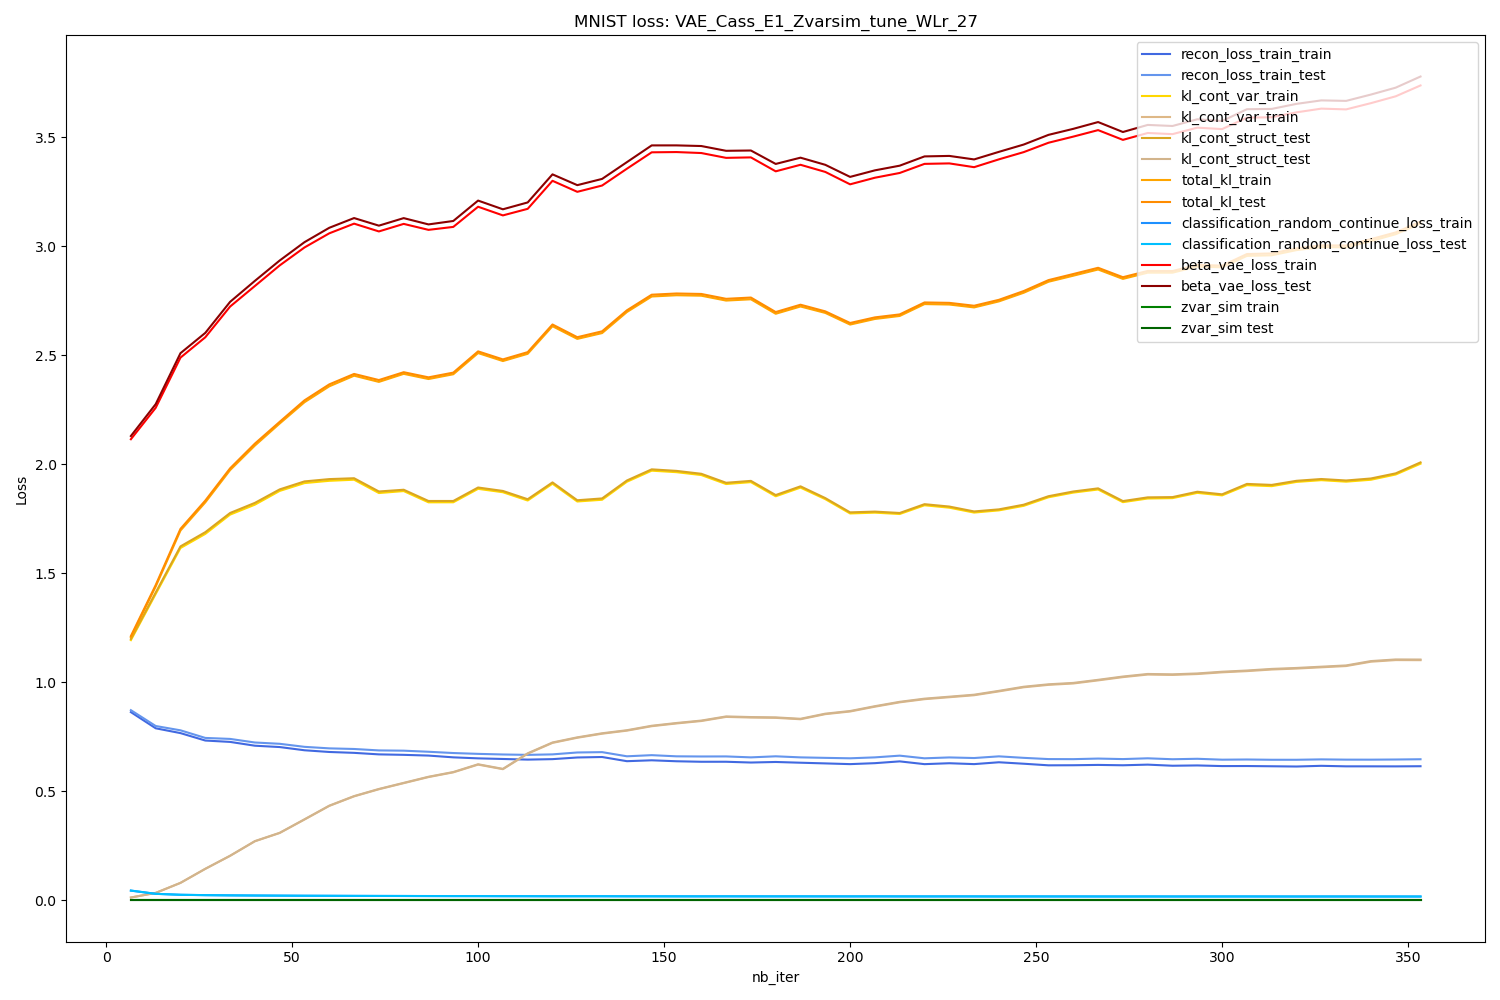 MNIST loss: VAE_Cass_E1_Zvarsim_tune_WLr_27
recon_loss_train_train
recon_loss_train_test
kl_cont_var_train
kl_cont_var_train
kl_cont_struct_test
kl_cont_struct_test
total_kl_train
total_kl_test
classification_random_continue_loss_train
classification_random_continue_loss_test
beta_vae_loss_train
beta_vae_loss_test
zvar_sim train
zvar_sim test
3.5
3.0
2.5
2.0
1.5
1.0
0.5
0.0
Loss
0 50 100 150 200 250 300 350
nb_iter